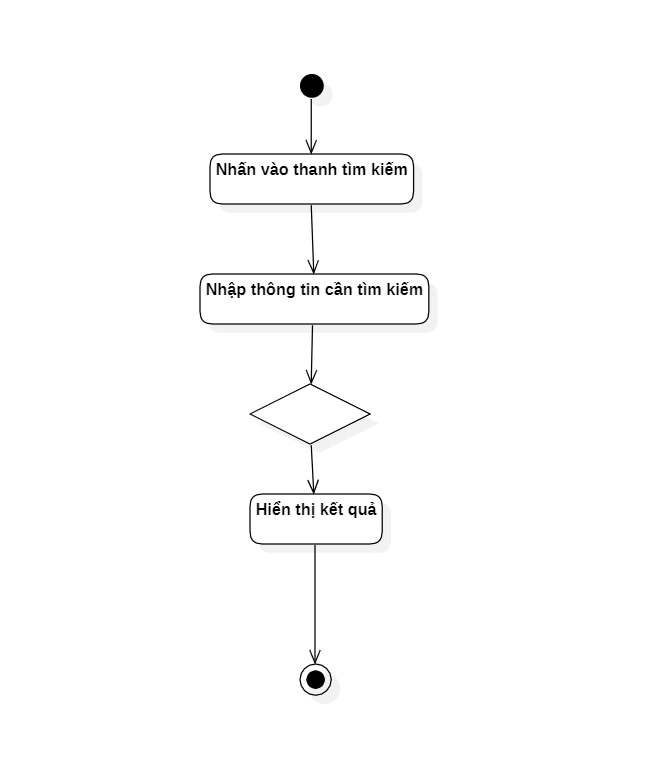 Nhấn vào thanh tìm kiếm
Nhập thông tin cần tìm kiếm
Hiển thị kết quả